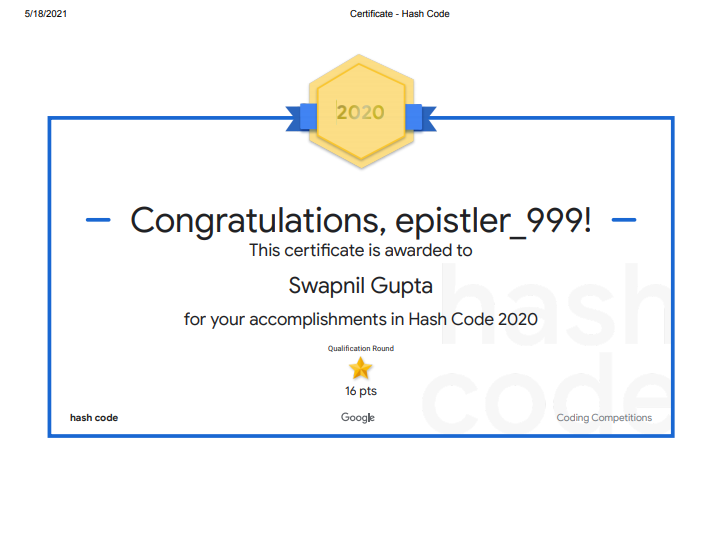 5/18/2021 Certificate - Hash Code
2020
Congratulations, epistler_999!
This certificate is awarded to
Swapnil Gupta
for your accomplishments in Hash Code 2020
Qualification Round
16 pts
hash code Google Coding Competitions
hash
code